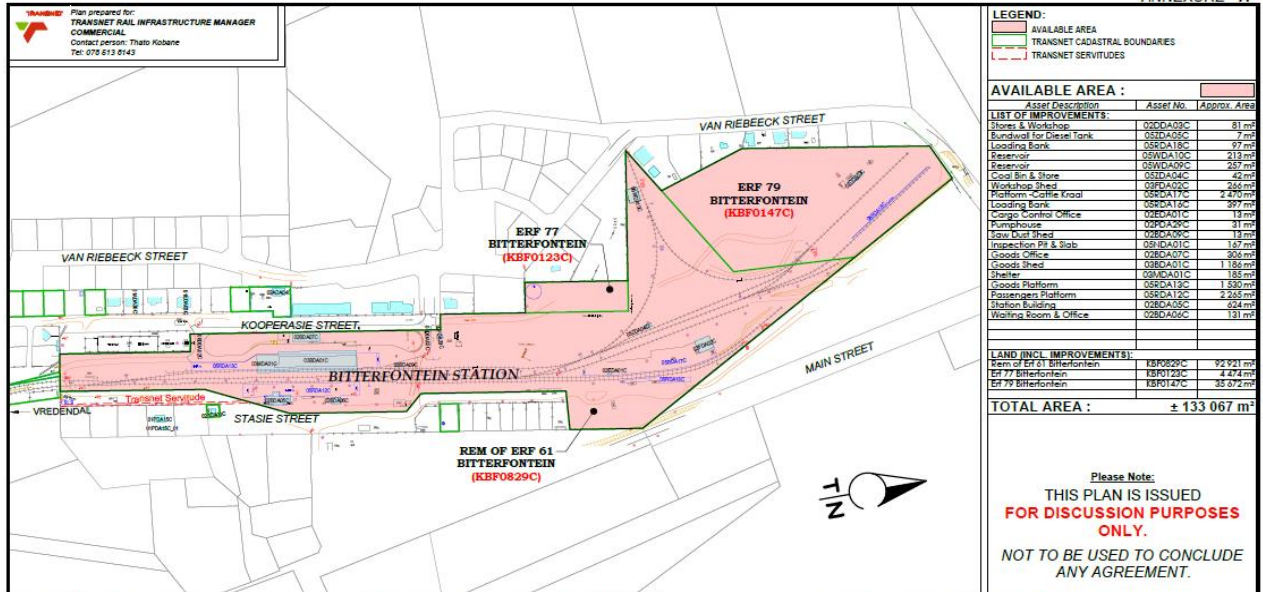 TRANSNET
Plan prepared for:
TRANSNET RAIL INFRASTRUCTURE MANAGER
COMMERCIAL
Contact person: Thato Kobane
Tel: 078 613 8143
VAN RIEBEECK STREET
ERF 79
BITTERFONTEIN
(KBF0147C)
ERF 77
BITTERFONTEIN
(KBF0123C)
VAN RIEBEECK STREET
KOOPERASIE STREET
BITTERFONTEIN STATION
MAIN STREET
Transnet Servitude
VREDENDAL
STASIE STREET
REM OF ERF 61
BITTERFONTEIN
(KBF0829C)
TN
LEGEND:
AVAILABLE AREA
TRANSNET CADASTRAL BOUNDARIES
TRANSNET SERVITUDES
AVAILABLE AREA :
Asset Description Asset No. Approx. Area
LIST OF IMPROVEMENTS:
Stores & Workshop 02DDA03C 81 m²
Bundwall for Diesel Tank 05ZDA05C 7 m²
Loading Bank 05RDA18C 97 m²
Reservoir 05WDA10C 213 m²
Reservoir 05WDA09C 257 m²
Coal Bin & Store 05ZDA04C 42 m²
Workshop Shed 03FDA02C 266 m²
Platform -Cattle Kraal 05RDA17C 2 470 m²
Loading Bank 05RDA16C 397 m²
Cargo Control Office 02EDA01C 13 m²
Pumphouse 02PDA29C 31 m²
Saw Dust Shed 02BDA09C 13 m²
Inspection Pit & Slab 05NDA01C 167 m²
Goods Office 02BDA07C 306 m²
Goods Shed 03BDA01C 1 186 m²
Shelter 03MDA01C 185 m²
Goods Platform 05RDA13C 1 530 m²
Passengers Platform 05RDA12C 2 265 m²
Station Building 02BDA05C 624 m²
Waiting Room & Office 02BDA06C 131 m²
LAND (INCL. IMPROVEMENTS):
Rem of Erf 61 Bitterfontein KBF0829C 92 921 m²
Erf 77 Bitterfontein KBF0123C 4 474 m²
Erf 79 Bitterfontein KBF0147C 35 672 m²
TOTAL AREA : ± 133 067 m²
Please Note:
THIS PLAN IS ISSUED
FOR DISCUSSION PURPOSES
ONLY.
NOT TO BE USED TO CONCLUDE
ANY AGREEMENT.